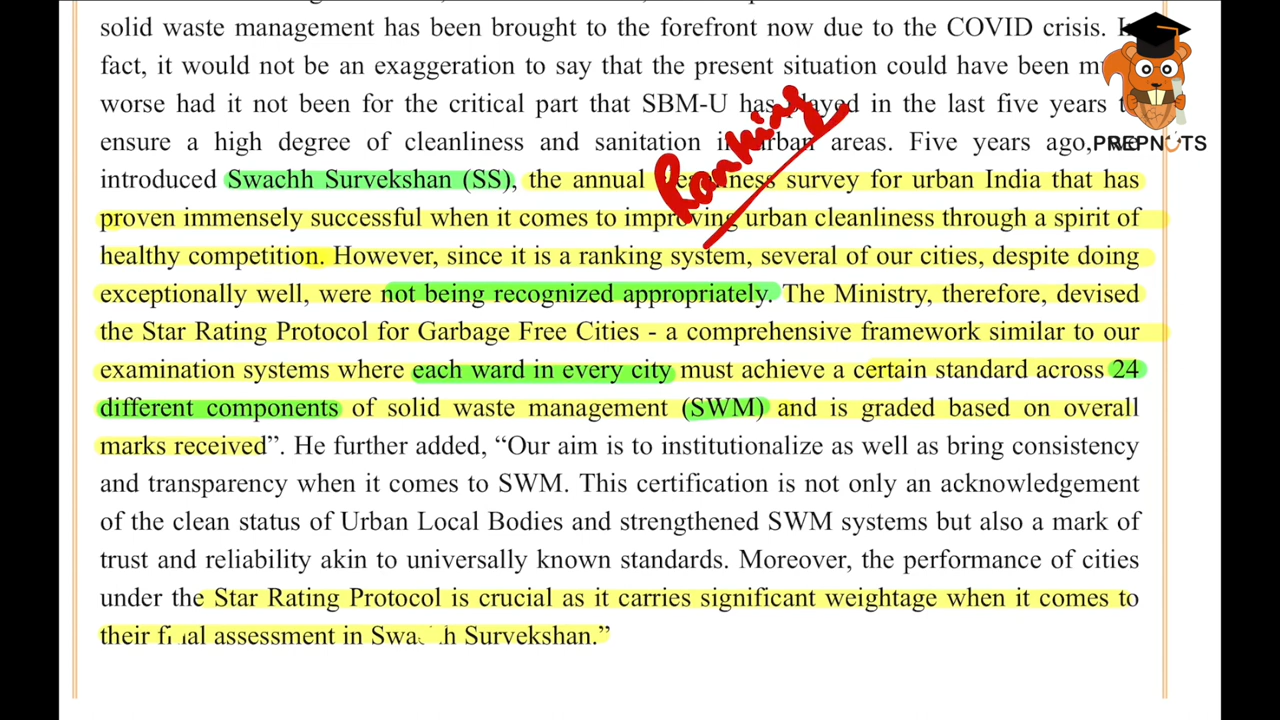 solid waste management has been brought to the forefront now due to the COVID crisis.
fact, it would not be an exaggeration to say that the present situation could have been
worse had it not been for the critical part that SBM-U has played in the last five years
ensure a high degree of cleanliness and sanitation in urban areas. Five years ago,
PREPNUTS
introduced Swachh Survekshan (SS), the annual cleanliness survey for urban India that has
Ranking
proven immensely successful when it comes to improving urban cleanliness through a spirit of
healthy competition. However, since it is a ranking system, several of our cities, despite doing
exceptionally well, were not being recognized appropriately. The Ministry, therefore, devised
the Star Rating Protocol for Garbage Free Cities - a comprehensive framework similar to our
examination systems where each ward in every city must achieve a certain standard across 24
different components of solid waste management (SWM) and is graded based on overall
marks received”. He further added, “Our aim is to institutionalize as well as bring consistency
and transparency when it comes to SWM. This certification is not only an acknowledgement
of the clean status of Urban Local Bodies and strengthened SWM systems but also a mark of
trust and reliability akin to universally known standards. Moreover, the performance of cities
under the Star Rating Protocol is crucial as it carries significant weightage when it comes to
their final assessment in Swachh Survekshan.”